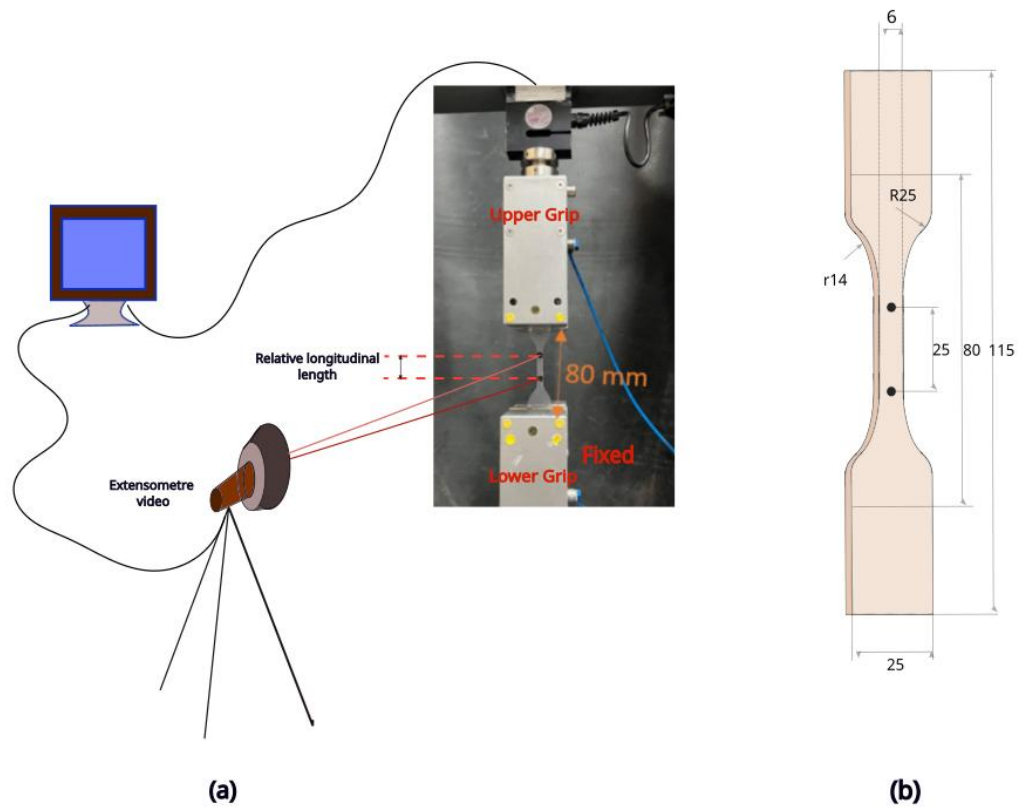 6
Upper Grip
R25
r14
Relative longitudinal
length
80 mm
25
80
115
Extensometre
video
Fixed
Lower Grip
25
(a)
(b)